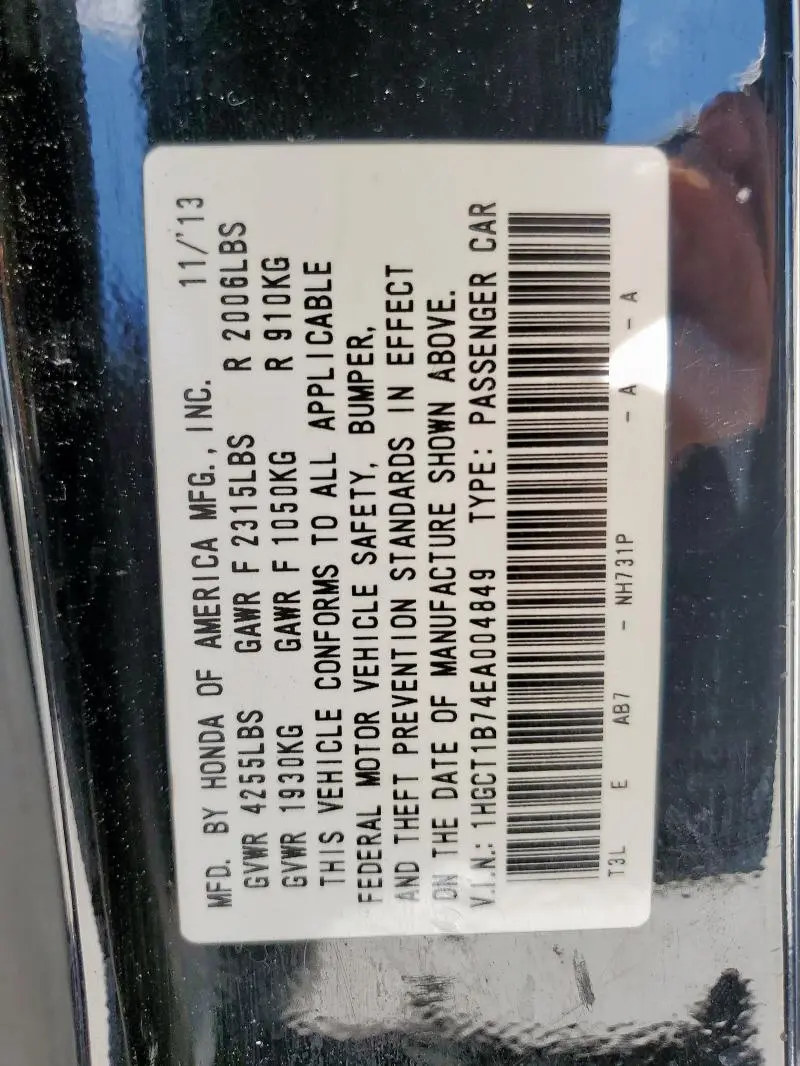 MFD. BY HONDA OF AMERICA MFG., INC. 11/'13
GVWR 4255LBS GAWR F 2315LBS R 2006LBS
GVWR 1930KG GAWR F 1050KG R 910KG
THIS VEHICLE CONFORMS TO ALL APPLICABLE
FEDERAL MOTOR VEHICLE SAFETY, BUMPER,
AND THEFT PREVENTION STANDARDS IN EFFECT
ON THE DATE OF MANUFACTURE SHOWN ABOVE.
V.I.N.: 1HGCT1B74EA004849 TYPE: PASSENGER CAR
T3L E AB7 - NH731P - A - A